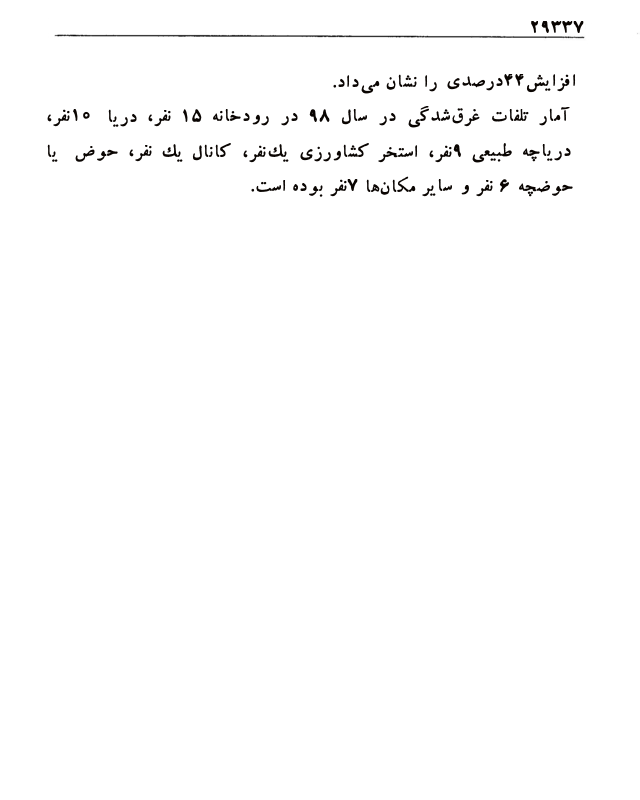 ۲۹۳۳۷
افزایش۴۴درصدی را نشان می‌داد.
آمار تلفات غرق‌شدگی در سال ۹۸ در رودخانه ۱۵ نفر، دریا ۱۰نفر،
دریاچه طبیعی ۹نفر، استخر کشاورزی یك‌نفر، كانال یك نفر، حوض یا
حوضچه ۶ نفر و سایر مکان‌ها ۷نفر بوده است.